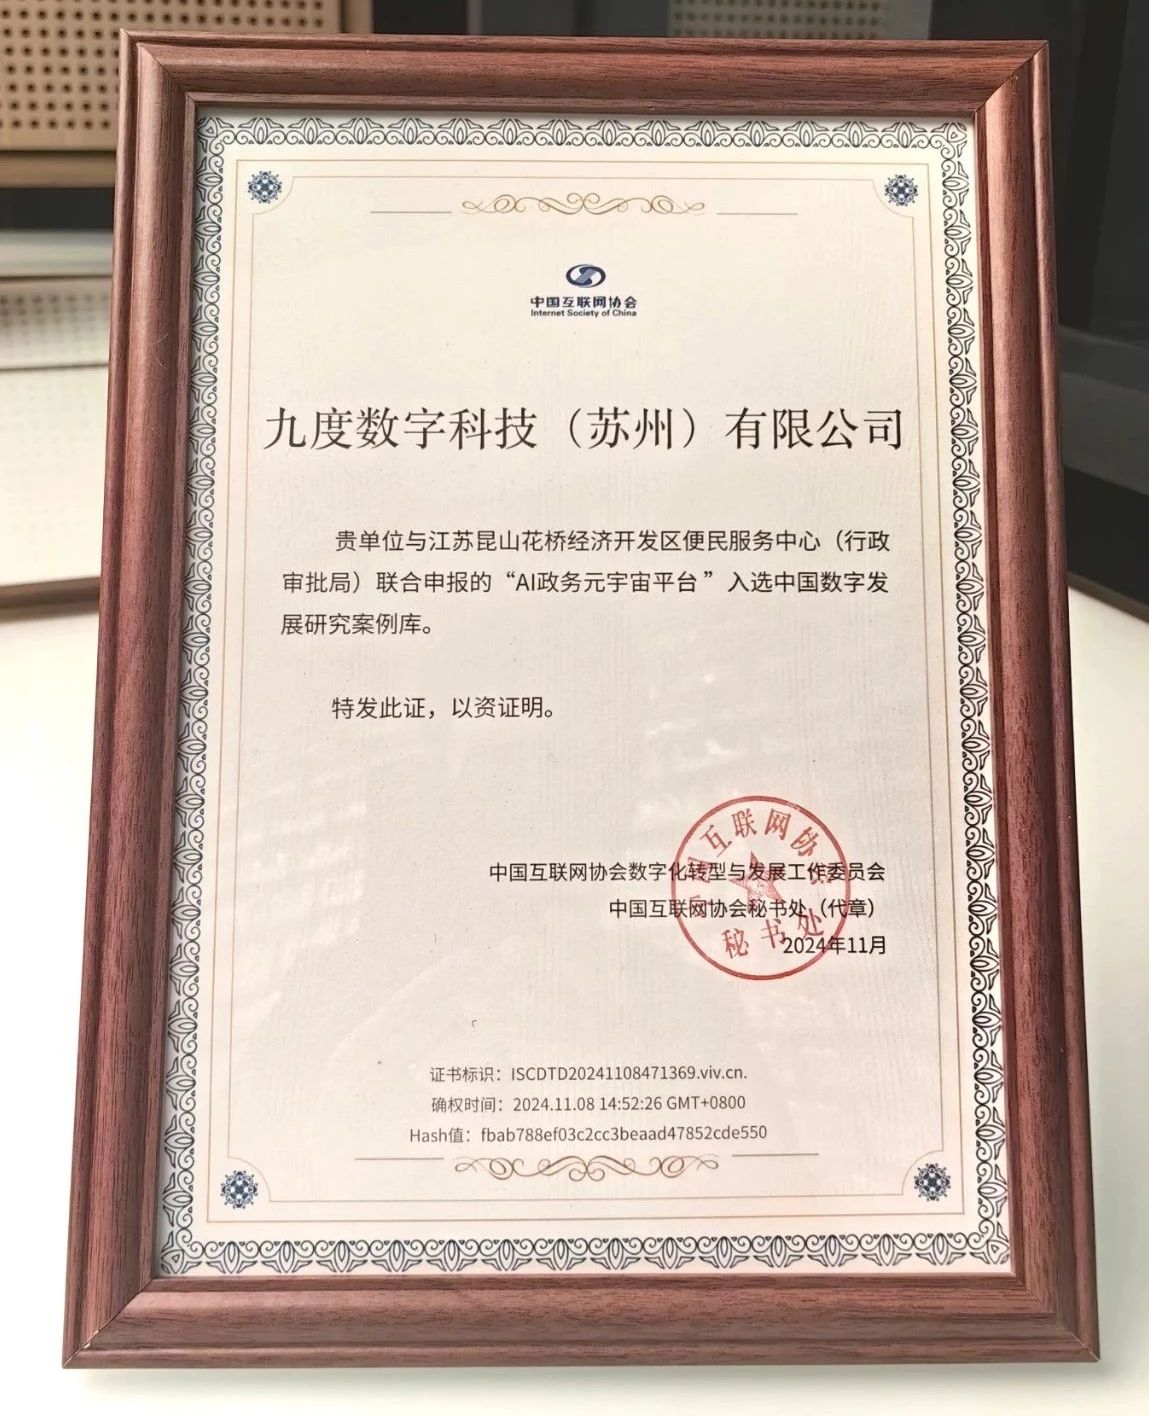 中国互联网协会
Internet Society of China
九度数字科技（苏州）有限公司
贵单位与江苏昆山花桥经济开发区便民服务中心（行政
审批局）联合申报的“AI政务元宇宙平台”入选中国数字发
展研究案例库。
特发此证，以资证明。
中国互联网协会数字化转型与发展工作委员会
中国互联网协会秘书处（代章）
2024年11月
中国互联网协会
秘书处
证书标识：ISCDTD20241108471369.viv.cn.
确权时间：2024.11.08 14:52:26 GMT+0800
Hash值：fbab788ef03c2cc3beaad47852cde550